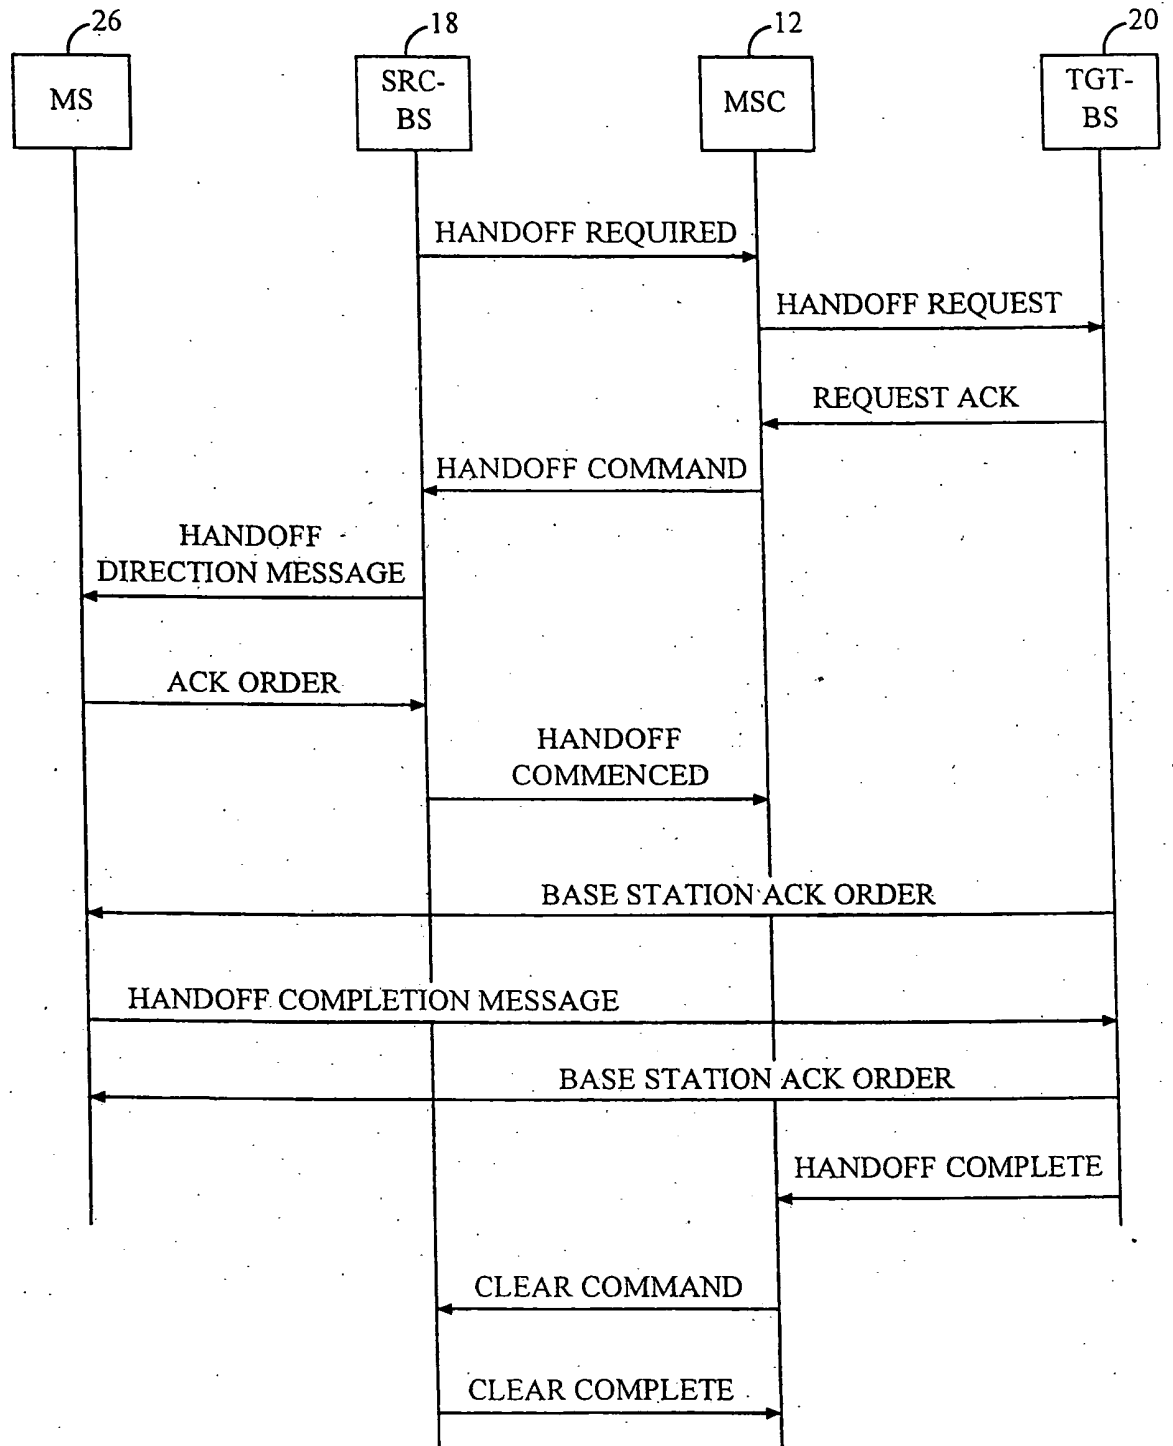 26
18
12
20
MS
SRC-
BS
MSC
TGT-
BS
HANDOFF REQUIRED
HANDOFF REQUEST
REQUEST ACK
HANDOFF COMMAND
HANDOFF
DIRECTION MESSAGE
ACK ORDER
HANDOFF
COMMENCED
BASE STATION ACK ORDER
HANDOFF COMPLETION MESSAGE
BASE STATION ACK ORDER
HANDOFF COMPLETE
CLEAR COMMAND
CLEAR COMPLETE